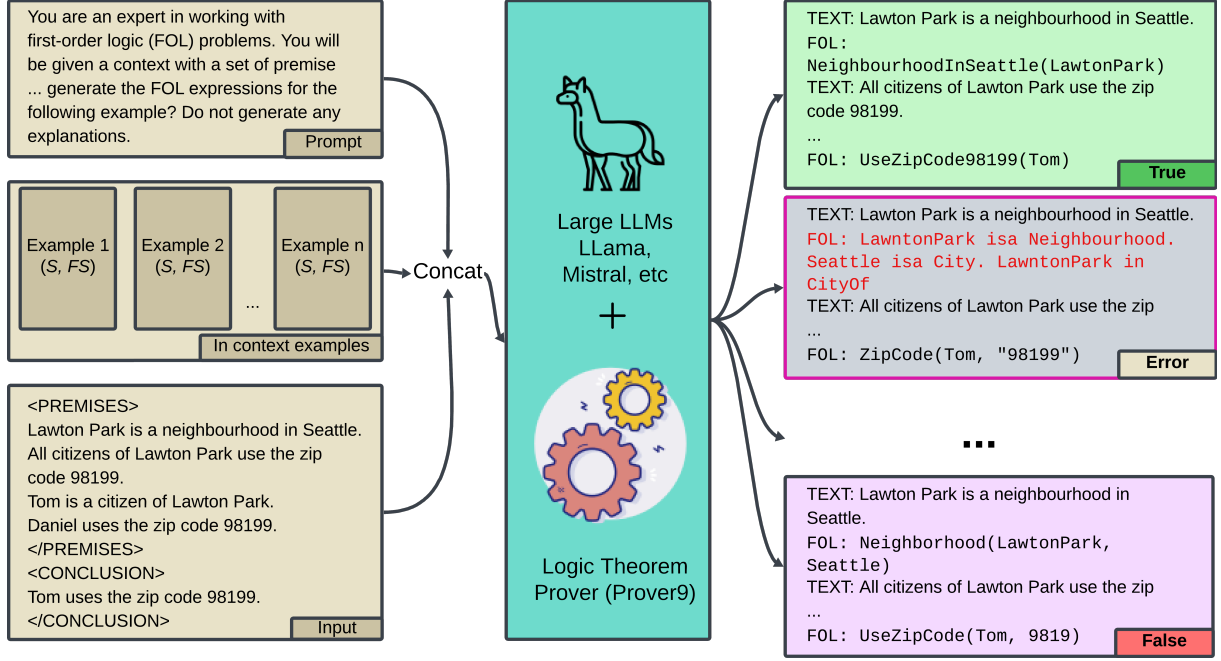 You are an expert in working with
first-order logic (FOL) problems. You will
be given a context with a set of premise
... generate the FOL expressions for the
following example? Do not generate any
explanations.
Prompt
Example 1
(S, FS)
Example 2
(S, FS)
...
Example n
(S, FS)
In context examples
<PREMISES>
Lawton Park is a neighbourhood in Seattle.
All citizens of Lawton Park use the zip
code 98199.
Tom is a citizen of Lawton Park.
Daniel uses the zip code 98199.
</PREMISES>
<CONCLUSION>
Tom uses the zip code 98199.
</CONCLUSION>
Input
Concat
Large LLMs
LLama,
Mistral, etc
+
Logic Theorem
Prover (Prover9)
TEXT: Lawton Park is a neighbourhood in Seattle.
FOL:
NeighbourhoodInSeattle(LawtonPark)
TEXT: All citizens of Lawton Park use the zip
code 98199.
...
FOL: UseZipCode98199(Tom)
True
TEXT: Lawton Park is a neighbourhood in Seattle.
FOL: LawntonPark isa Neighbourhood.
Seattle isa City. LawntonPark in
CityOf
TEXT: All citizens of Lawton Park use the zip
...
FOL: ZipCode(Tom, "98199")
Error
...
TEXT: Lawton Park is a neighbourhood in
Seattle.
FOL: Neighborhood(LawtonPark,
Seattle)
TEXT: All citizens of Lawton Park use the zip
...
FOL: UseZipCode(Tom, 9819)
False